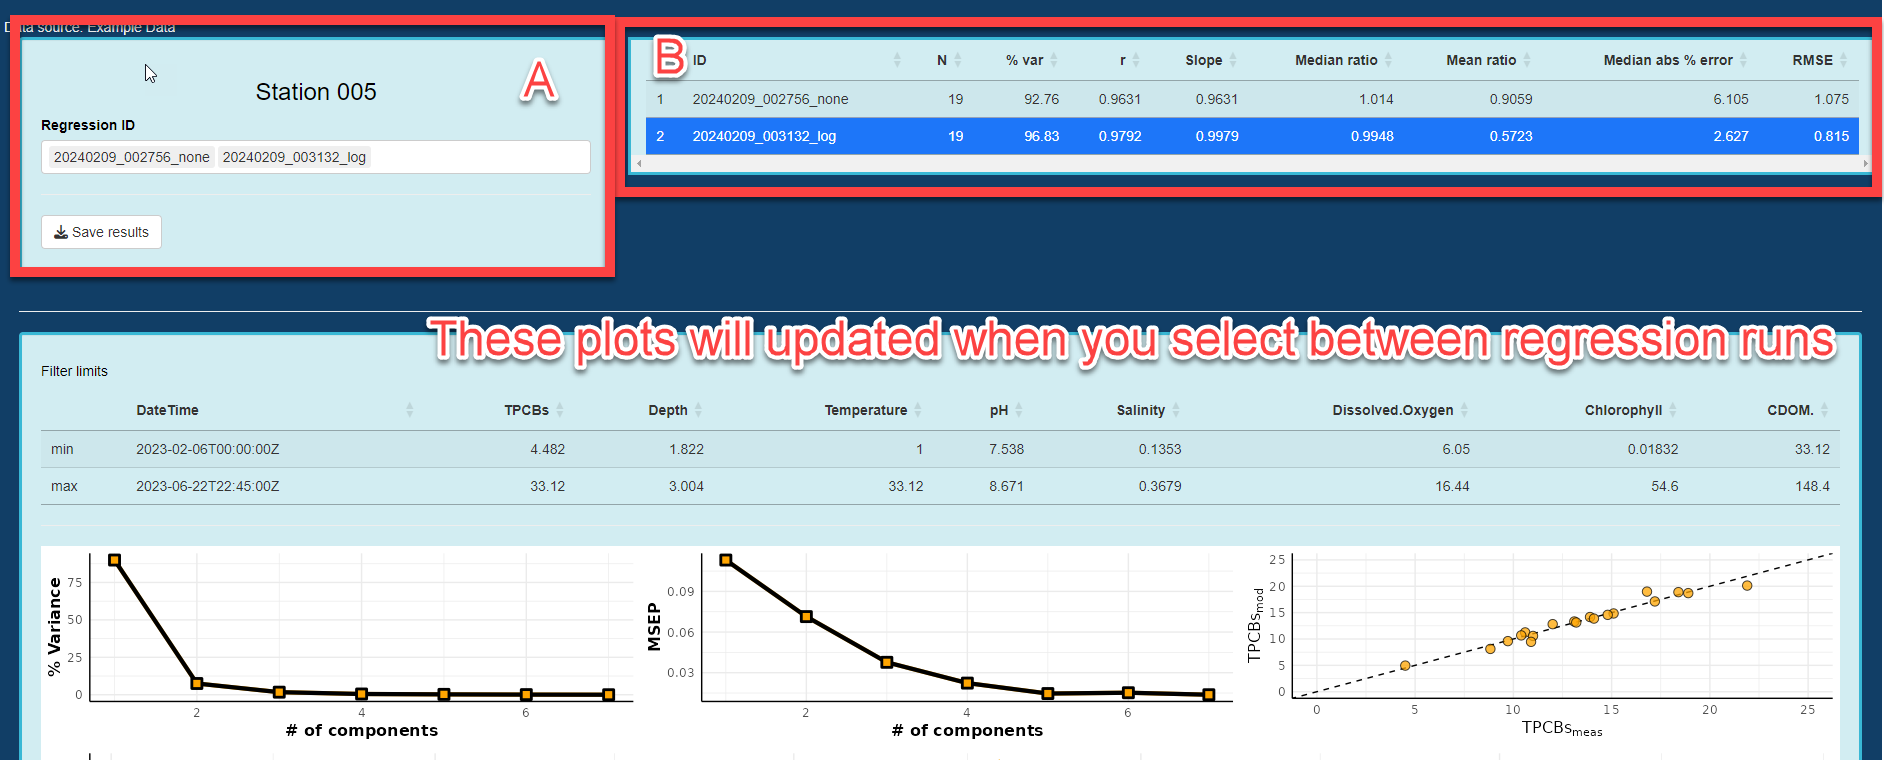 Data source: Example Data
A
Station 005
Regression ID
20240209_002756_none 20240209_003132_log
Save results
B
ID N % var r Slope Median ratio Mean ratio Median abs % error RMSE
1 20240209_002756_none 19 92.76 0.9631 0.9631 1.014 0.9059 6.105 1.075
2 20240209_003132_log 19 96.83 0.9792 0.9979 0.9948 0.5723 2.627 0.815
These plots will updated when you select between regression runs
Filter limits
DateTime TPCBs Depth Temperature pH Salinity Dissolved.Oxygen Chlorophyll CDOM.
min 2023-02-06T00:00:00Z 4.482 1.822 1 7.538 0.1353 6.05 0.01832 33.12
max 2023-06-22T22:45:00Z 33.12 3.004 33.12 8.671 0.3679 16.44 54.6 148.4
% Variance
75
50
25
0
2 4 6
# of components
MSEP
0.09
0.06
0.03
2 4 6
# of components
TPCBsmod
25
20
15
10
5
0
0 5 10 15 20 25
TPCBsmeas